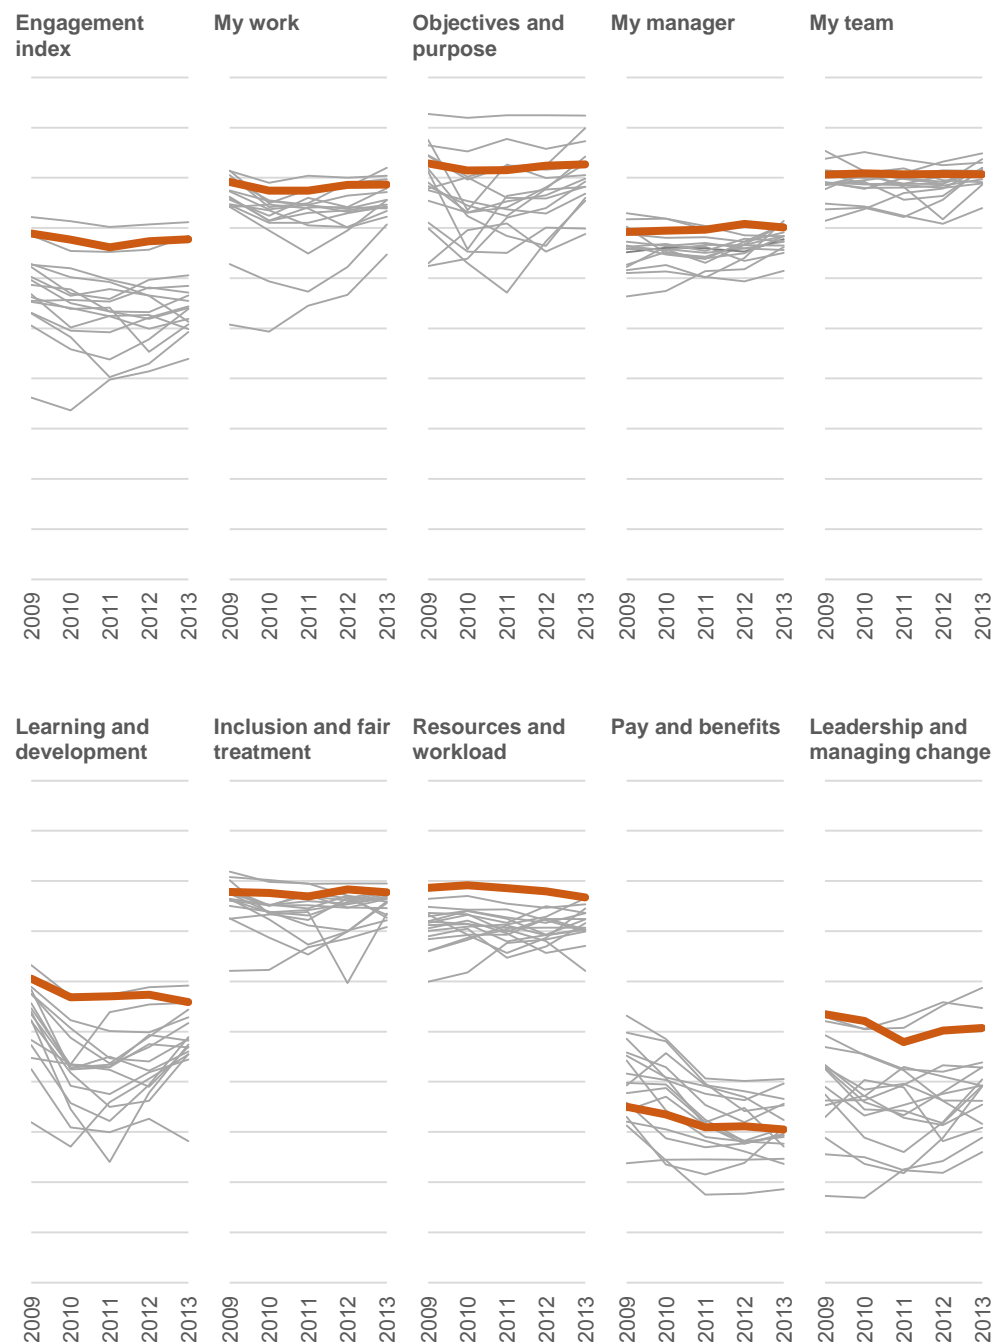 Engagement
index
My work
Objectives and
purpose
My manager
My team
2009 2010 2011 2012 2013
2009 2010 2011 2012 2013
2009 2010 2011 2012 2013
2009 2010 2011 2012 2013
2009 2010 2011 2012 2013
Learning and
development
Inclusion and fair
treatment
Resources and
workload
Pay and benefits
Leadership and
managing change
2009 2010 2011 2012 2013
2009 2010 2011 2012 2013
2009 2010 2011 2012 2013
2009 2010 2011 2012 2013
2009 2010 2011 2012 2013